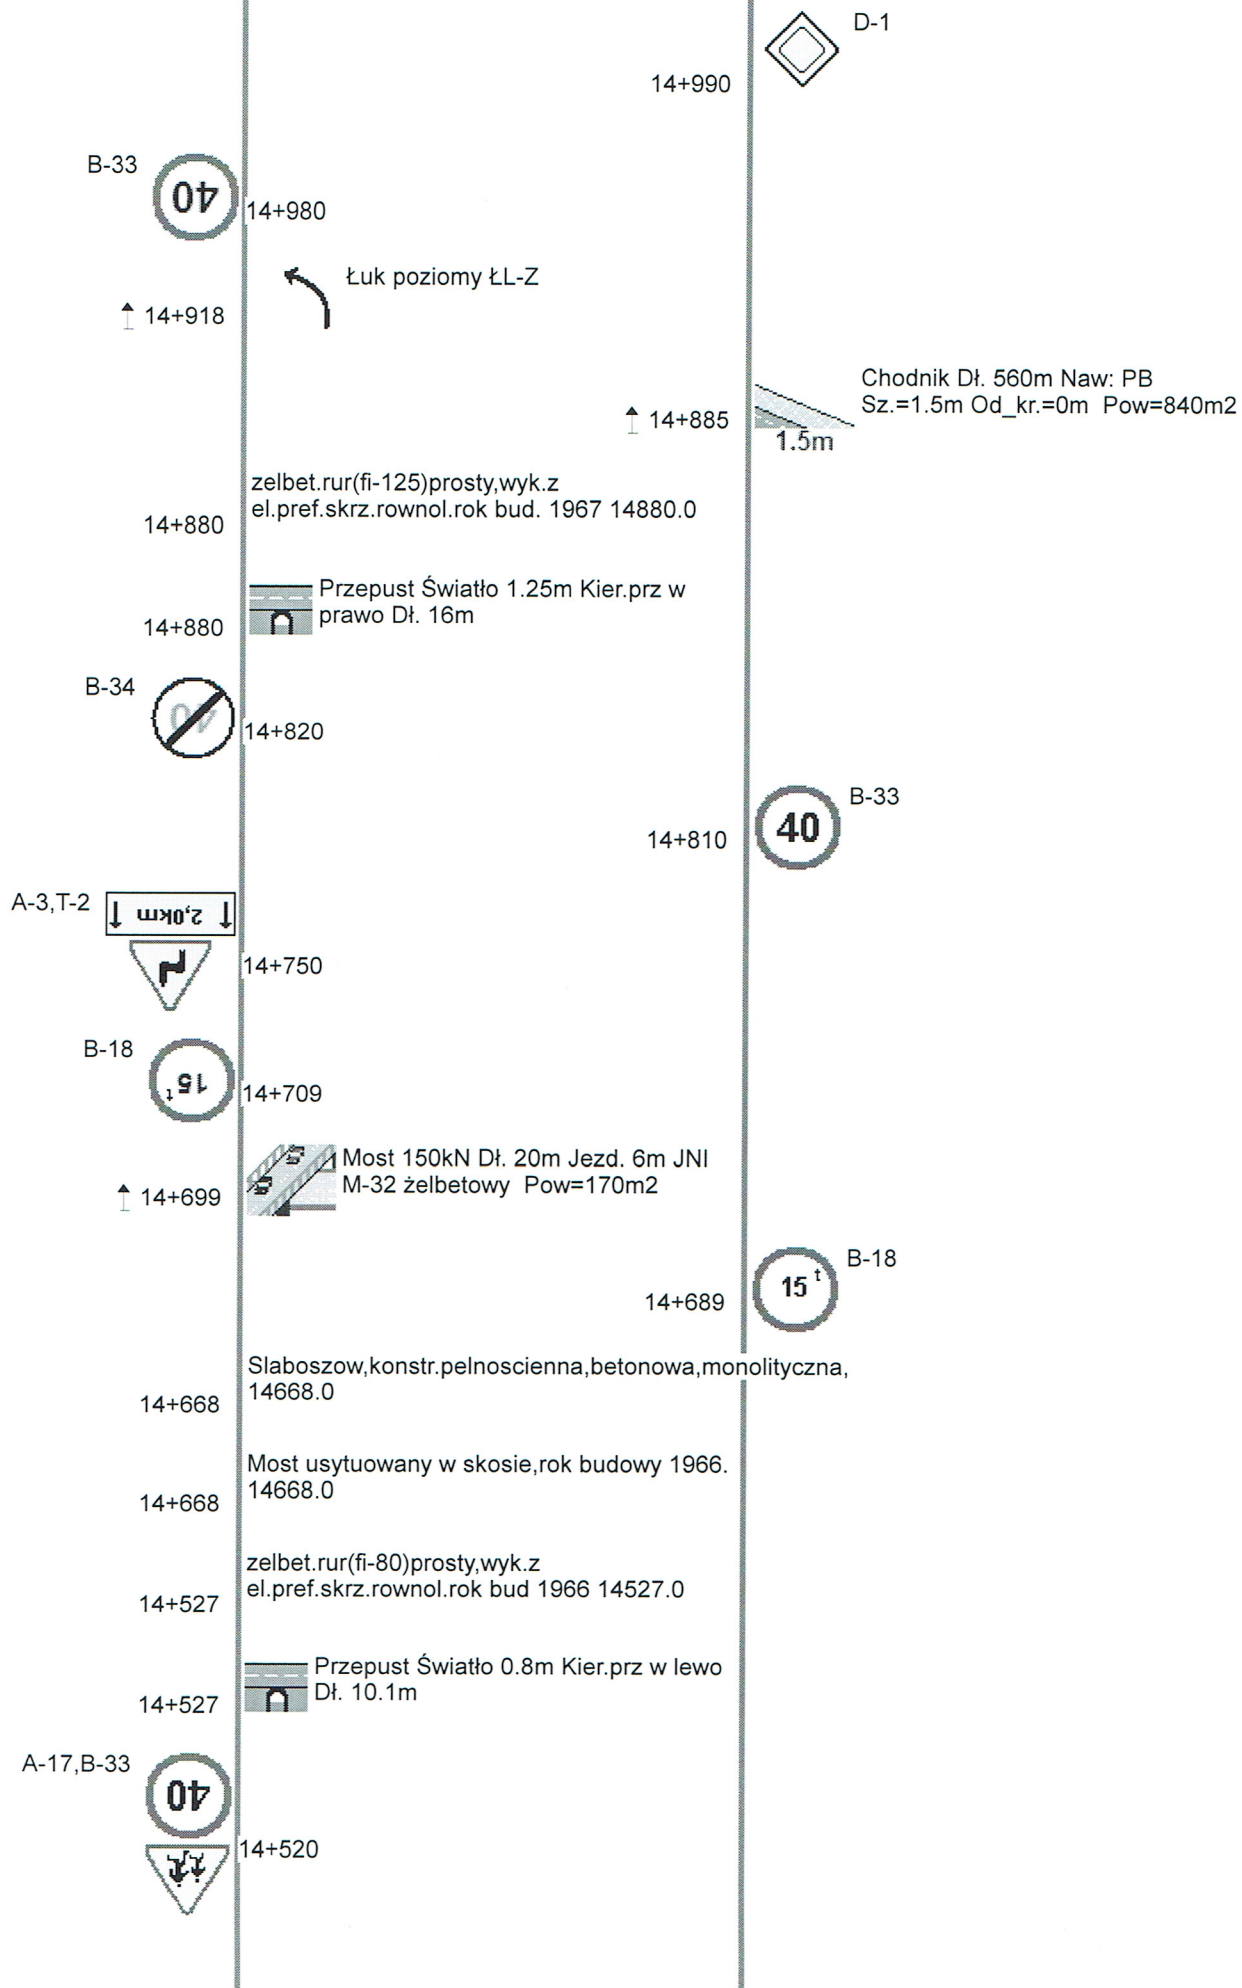 D-1
14+990
B-33
40
14+980
Łuk poziomy ŁL-Z
14+918
Chodnik Dł. 560m Naw: PB
Sz.=1.5m Od_kr.=0m Pow=840m2
14+885
1.5m
zelbet.rur(fi-125)prosty,wyk.z
el.pref.skrz.rownol.rok bud. 1967 14880.0
14+880
Przepust Światło 1.25m Kier.prz w
prawo Dł. 16m
14+880
B-34
40
14+820
B-33
40
14+810
A-3,T-2
2,0km
14+750
B-18
15 t
14+709
Most 150kN Dł. 20m Jezd. 6m JNI
M-32 żelbetowy Pow=170m2
14+699
B-18
15 t
14+689
Slaboszow,konstr.pelnoscienna,betonowa,monolityczna,
14668.0
14+668
Most usytuowany w skosie,rok budowy 1966.
14668.0
14+668
zelbet.rur(fi-80)prosty,wyk.z
el.pref.skrz.rownol.rok bud 1966 14527.0
14+527
Przepust Światło 0.8m Kier.prz w lewo
Dł. 10.1m
14+527
A-17,B-33
40
14+520